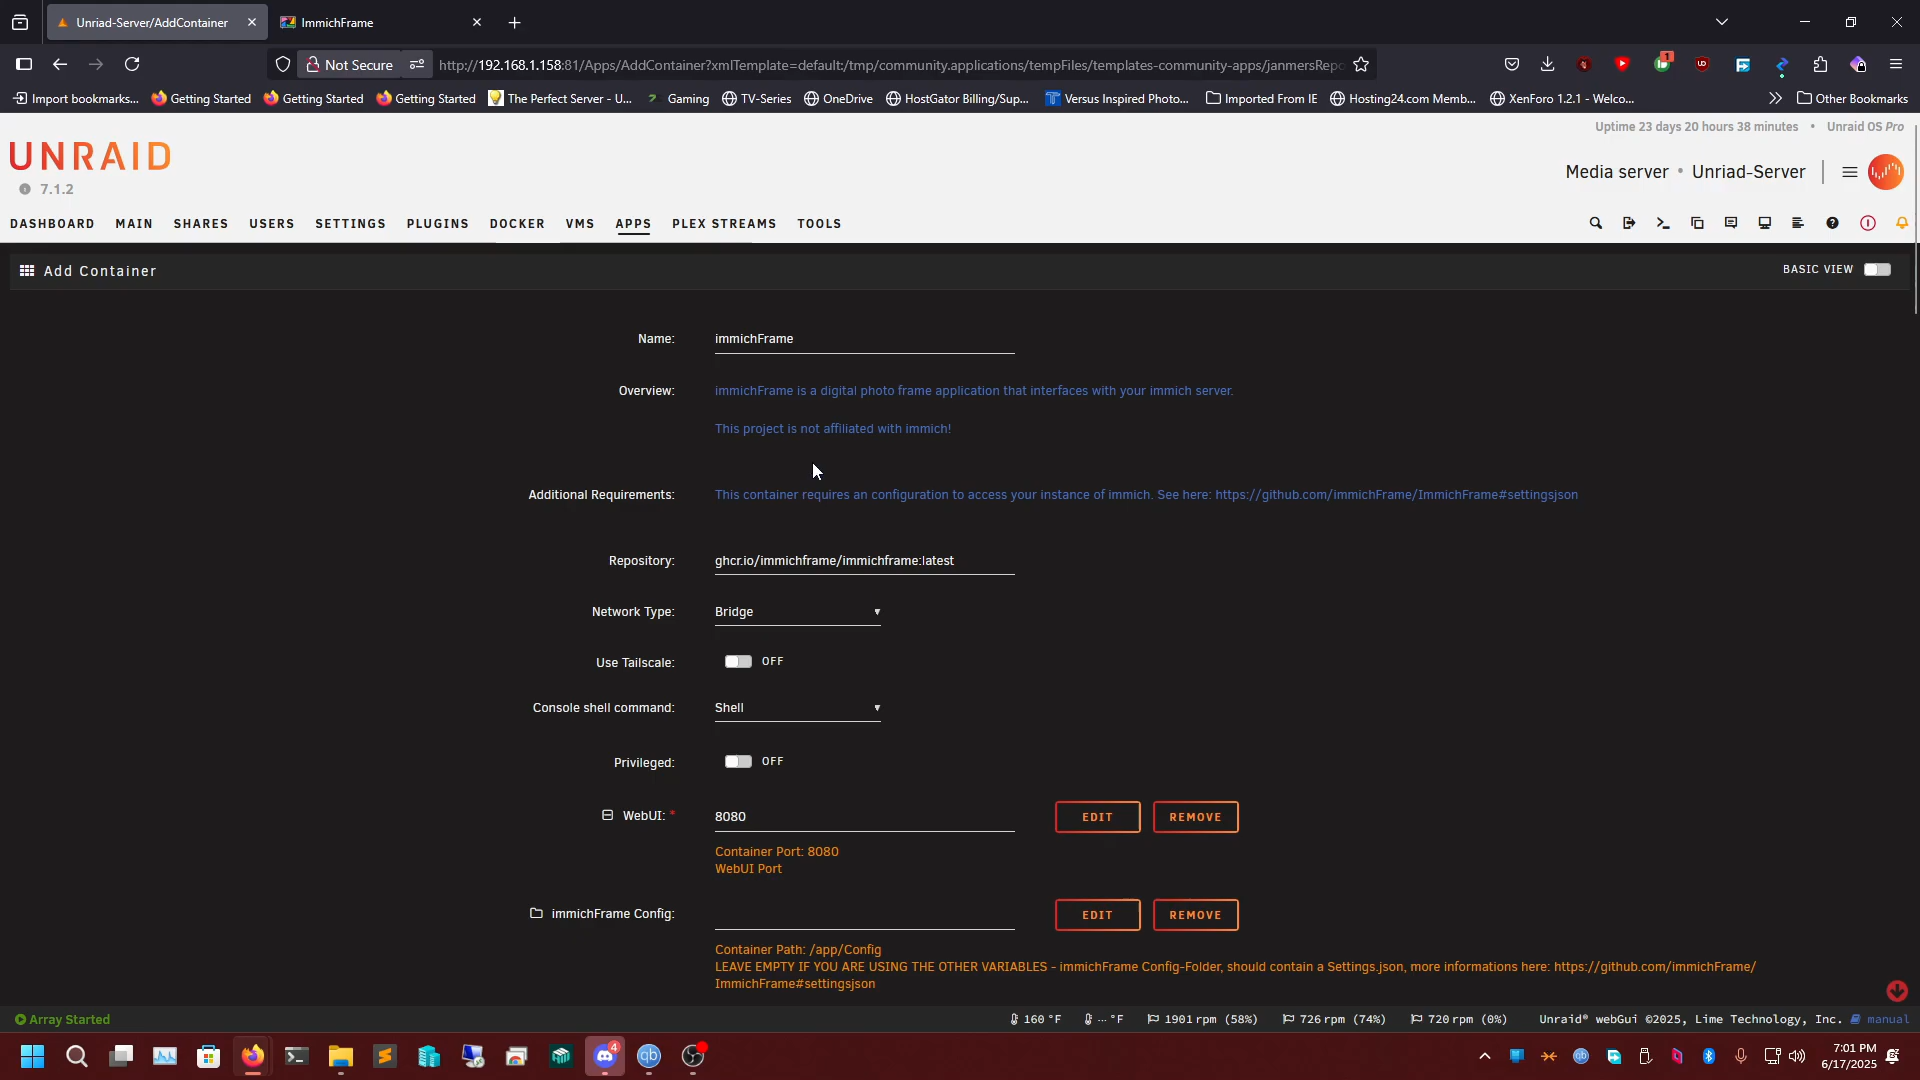 Unriad-Server/AddContainer
ImmichFrame
Not Secure
http://192.168.1.158:81/Apps/AddContainer?xmlTemplate=default:/tmp/community.applications/tempFiles/templates-community-apps/janmersRepo
Import bookmarks...
Getting Started
Getting Started
Getting Started
The Perfect Server - U...
Gaming
TV-Series
OneDrive
HostGator Billing/Sup...
Versus Inspired Photo...
Imported From IE
Hosting24.com Memb...
XenForo 1.2.1 - Welco...
Other Bookmarks
Uptime 23 days 20 hours 38 minutes • Unraid OS Pro
UNRAID
7.1.2
Media server • Unriad-Server
DASHBOARD MAIN SHARES USERS SETTINGS PLUGINS DOCKER VMS APPS PLEX STREAMS TOOLS
Add Container
BASIC VIEW
Name: immichFrame
Overview: immichFrame is a digital photo frame application that interfaces with your immich server.
This project is not affiliated with immich!
Additional Requirements: This container requires an configuration to access your instance of immich. See here: https://github.com/immichFrame/ImmichFrame#settingsjson
Repository: ghcr.io/immichframe/immichframe:latest
Network Type: Bridge
Use Tailscale: OFF
Console shell command: Shell
Privileged: OFF
WebUI: * 8080 EDIT REMOVE
Container Port: 8080
WebUI Port
immichFrame Config: EDIT REMOVE
Container Path: /app/Config
LEAVE EMPTY IF YOU ARE USING THE OTHER VARIABLES - immichFrame Config-Folder, should contain a Settings.json, more informations here: https://github.com/immichFrame/
ImmichFrame#settingsjson
Array Started
160 °F
-- °F
1901 rpm (58%)
726 rpm (74%)
720 rpm (0%)
Unraid® webGui ©2025, Lime Technology, Inc. manual
7:01 PM
6/17/2025